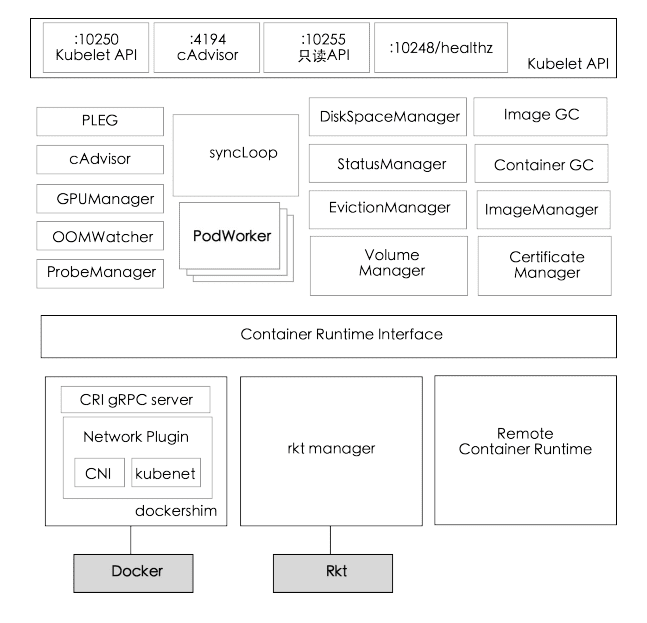 :10250
Kubelet API
:4194
cAdvisor
:10255
只读API
:10248/healthz
Kubelet API
PLEG
cAdvisor
GPUManager
OOMWatcher
ProbeManager
syncLoop
PodWorker
DiskSpaceManager
StatusManager
EvictionManager
Volume
Manager
Image GC
Container GC
ImageManager
Certificate
Manager
Container Runtime Interface
CRI gRPC server
Network Plugin
CNI
kubenet
dockershim
rkt manager
Remote
Container Runtime
Docker
Rkt